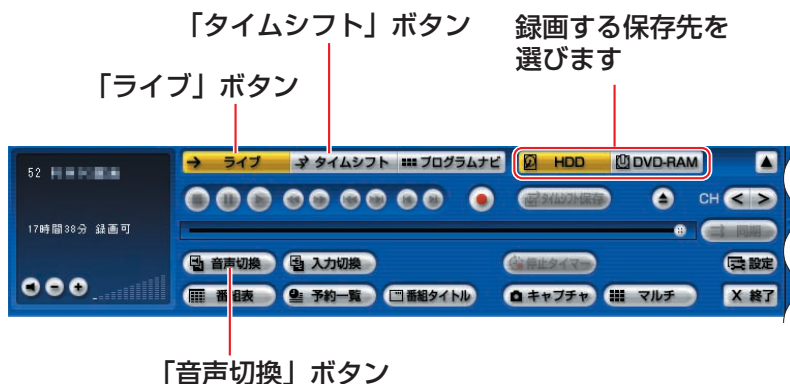 「タイムシフト」ボタン
録画する保存先を
選びます
「ライブ」ボタン
ライブ
タイムシフト
プログラムナビ
HDD
DVD-RAM
52
タイムシフト保存
CH
17時間38分 録画可
同期
音声切換
入力切換
停止タイマー
設定
番組表
予約一覧
番組タイトル
キャプチャ
マルチ
X 終了
「音声切換」ボタン